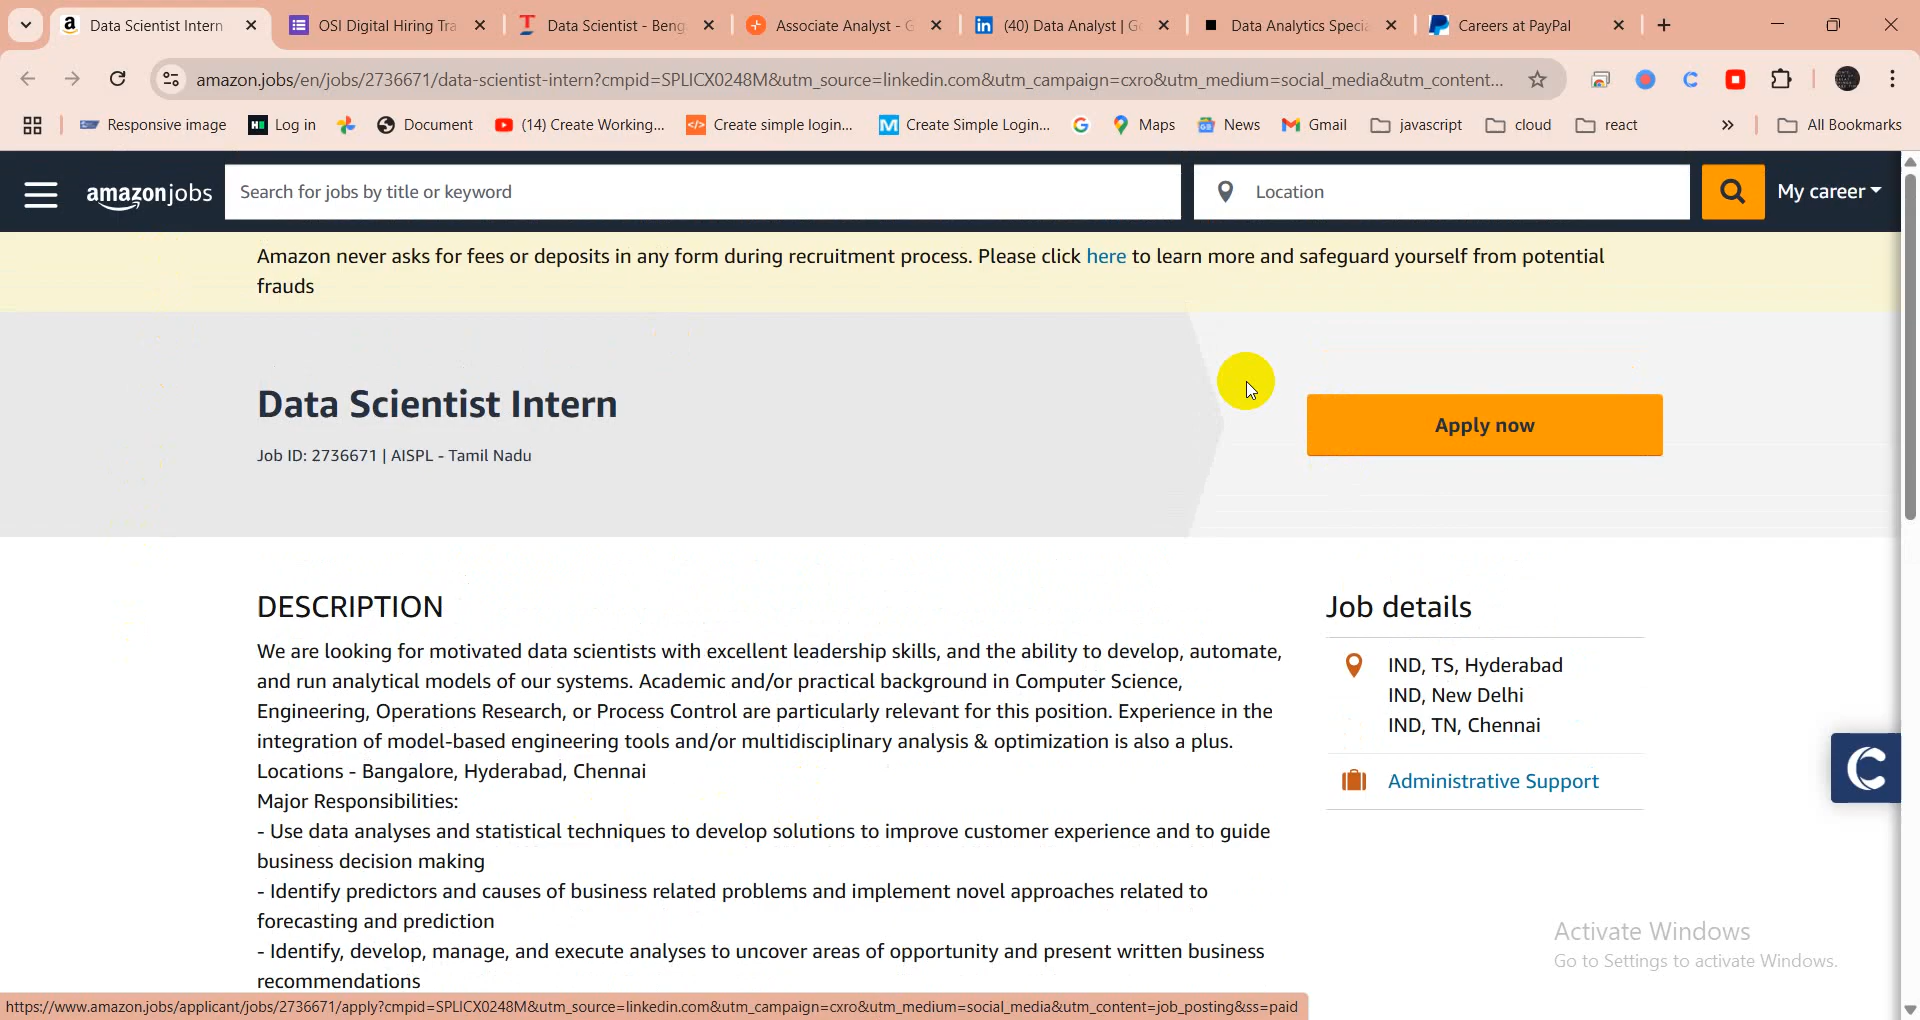 Data Scientist Intern
OSI Digital Hiring Tra
Data Scientist - Beng
Associate Analyst - G
(40) Data Analyst | Ge
Data Analytics Specia
Careers at PayPal
amazon.jobs/en/jobs/2736671/data-scientist-intern?cmpid=SPLICX0248M&utm_source=linkedin.com&utm_campaign=cxro&utm_medium=social_media&utm_content...
Responsive image
Log in
Document
(14) Create Working...
Create simple login...
Create Simple Login...
Maps
News
Gmail
javascript
cloud
react
All Bookmarks
amazonjobs
Search for jobs by title or keyword
Location
My career
Amazon never asks for fees or deposits in any form during recruitment process. Please click here to learn more and safeguard yourself from potential
frauds
Data Scientist Intern
Job ID: 2736671 | AISPL - Tamil Nadu
Apply now
DESCRIPTION
We are looking for motivated data scientists with excellent leadership skills, and the ability to develop, automate,
and run analytical models of our systems. Academic and/or practical background in Computer Science,
Engineering, Operations Research, or Process Control are particularly relevant for this position. Experience in the
integration of model-based engineering tools and/or multidisciplinary analysis & optimization is also a plus.
Locations - Bangalore, Hyderabad, Chennai
Major Responsibilities:
- Use data analyses and statistical techniques to develop solutions to improve customer experience and to guide
business decision making
- Identify predictors and causes of business related problems and implement novel approaches related to
forecasting and prediction
- Identify, develop, manage, and execute analyses to uncover areas of opportunity and present written business
recommendations
Job details
IND, TS, Hyderabad
IND, New Delhi
IND, TN, Chennai
Administrative Support
Activate Windows
Go to Settings to activate Windows.
https://www.amazon.jobs/applicant/jobs/2736671/apply?cmpid=SPLICX0248M&utm_source=linkedin.com&utm_campaign=cxro&utm_medium=social_media&utm_content=job_posting&ss=paid